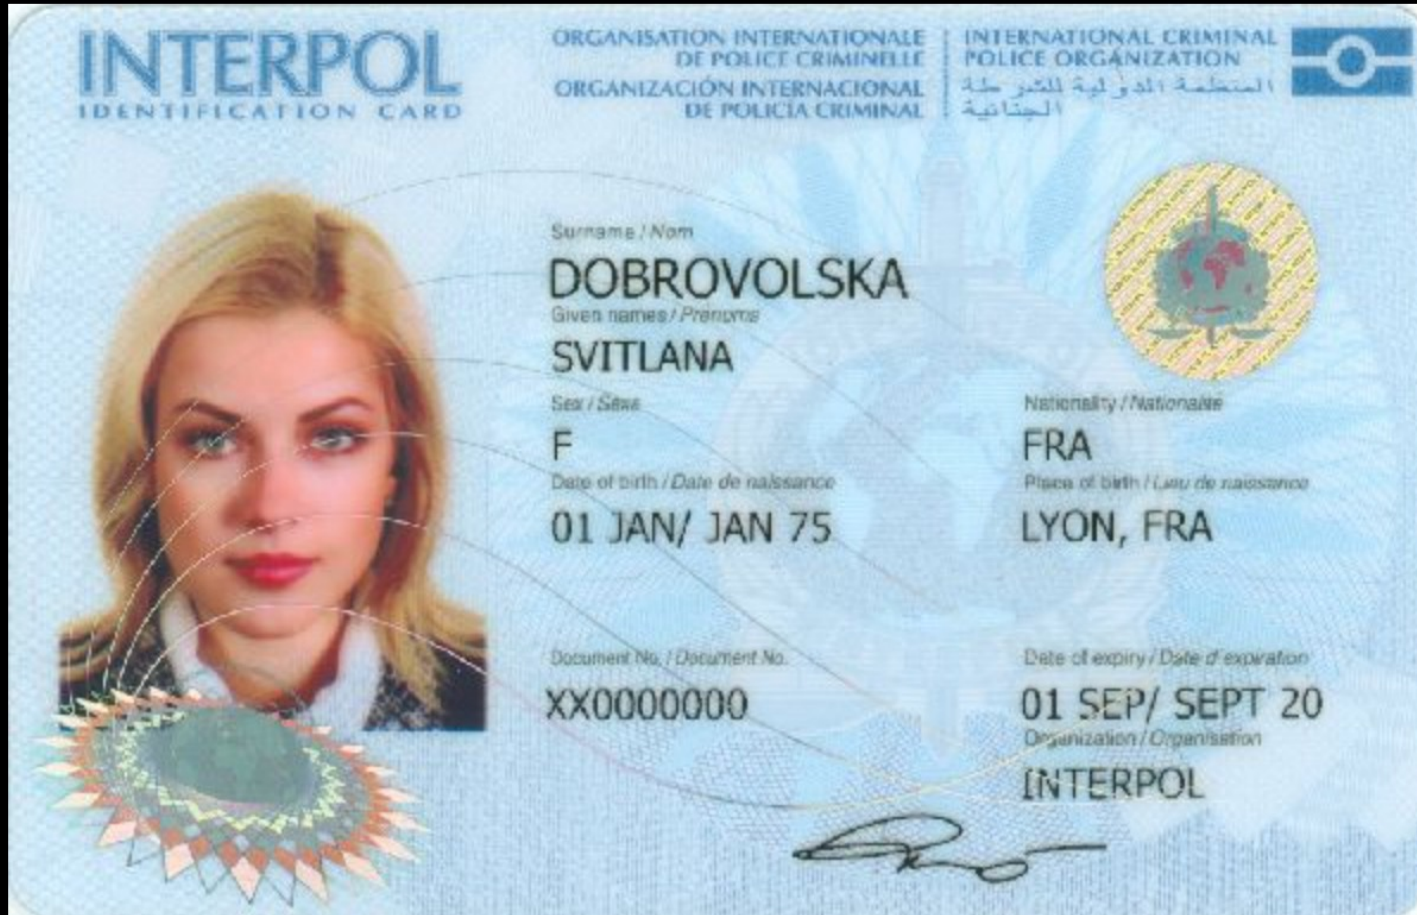 INTERPOL
IDENTIFICATION CARD
ORGANISATION INTERNATIONALE
DE POLICE CRIMINELLE
ORGANIZACIÓN INTERNACIONAL
DE POLICÍA CRIMINAL
INTERNATIONAL CRIMINAL
POLICE ORGANIZATION
المنظمة الدولية للشرطة
الجنائية
Surname / Nom
DOBROVOLSKA
Given names / Prénoms
SVITLANA
Sex / Sexe
F
Nationality / Nationalité
FRA
Date of birth / Date de naissance
01 JAN/ JAN 75
Place of birth / Lieu de naissance
LYON, FRA
Document No. / Document No.
XX0000000
Date of expiry / Date d'expiration
01 SEP/ SEPT 20
Organization / Organisation
INTERPOL